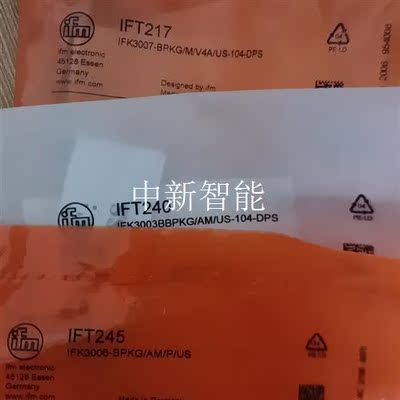 ifm
IFT217
IFK3007-BPKG/M/V4A/US-104-DPS
ifm electronic
45128 Essen
Germany
www.ifm.com
Designed by ifm
04
PE-LD
中新智能
ifm
IFT240
IFK3003BBPKG/AM/US-104-DPS
04
PE-LD
ifm
IFT245
IFK3006-BPKG/AM/P/US
ifm electronic
45128 Essen
Germany
www.ifm.com